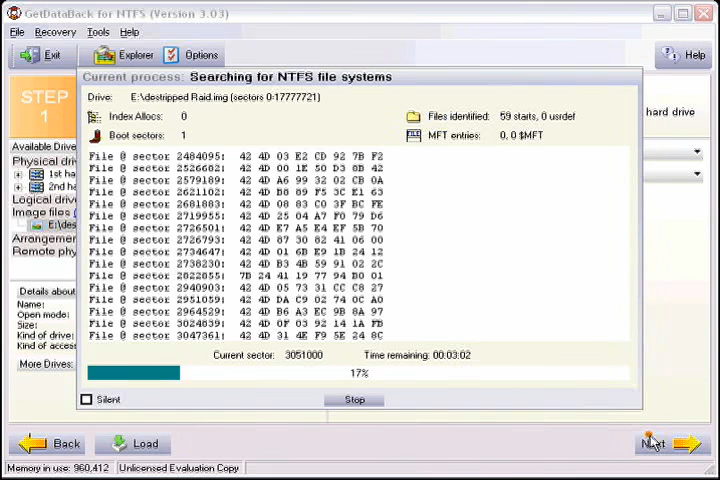 GetDataBack for NTFS (Version 3.03)
File Recovery Tools Help
Exit Explorer Options Help
Current process: Searching for NTFS file systems
Drive: E:\destripped Raid.img (sectors 0-17777721)
Index Allocs: 0 Files identified: 59 starts, 0 usrdef
Boot sectors: 1 MFT entries: 0, 0 $MFT
STEP 1
hard drive
Available Drive
Physical driv
1st ha
2nd ha
Logical drive
Image files (
E:\des
Arrangemen
Remote phy
Details about
Name:
Open mode:
Size:
Kind of drive:
Kind of access
More Drives:
File @ sector 2484095: 42 4D 03 E2 CD 92 7B F2
File @ sector 2526682: 42 4D 00 1E 50 D3 8B 42
File @ sector 2579189: 42 4D A6 99 32 02 CB 0A
File @ sector 2621102: 42 4D B0 89 F5 3C E1 63
File @ sector 2681883: 42 4D 08 83 C0 3F BC FE
File @ sector 2719955: 42 4D 25 04 A7 F0 79 D6
File @ sector 2726501: 42 4D E7 A5 E4 EF 5B 70
File @ sector 2726793: 42 4D 87 30 82 41 06 00
File @ sector 2734647: 42 4D 01 6B E9 1B 24 12
File @ sector 2738230: 42 4D B3 4B 59 91 02 2C
File @ sector 2822855: 7B 24 41 19 77 94 B0 01
File @ sector 2940903: 42 4D 05 73 31 CC C8 27
File @ sector 2951059: 42 4D DA C9 02 74 0C A0
File @ sector 2964529: 42 4D B6 A3 EC 9B 8A 97
File @ sector 3024039: 42 4D 0F 03 92 14 1A FB
File @ sector 3047361: 42 4D 31 4E F9 5E 24 8C
Current sector: 3051000 Time remaining: 00:03:02
17%
Silent Stop
Back Load Next
Memory in use: 960,412 Unlicensed Evaluation Copy